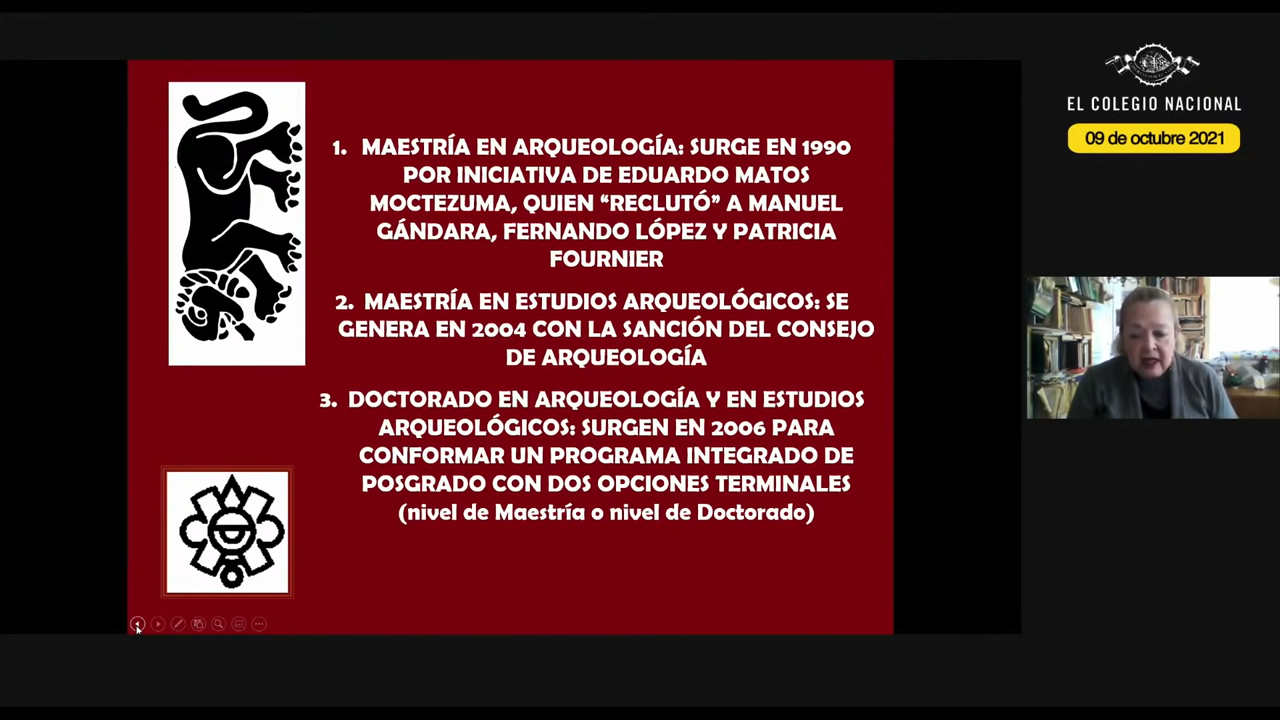 1. MAESTRÍA EN ARQUEOLOGÍA: SURGE EN 1990
POR INICIATIVA DE EDUARDO MATOS
MOCTEZUMA, QUIEN “RECLUTÓ” A MANUEL
GÁNDARA, FERNANDO LÓPEZ Y PATRICIA
FOURNIER
2. MAESTRÍA EN ESTUDIOS ARQUEOLÓGICOS: SE
GENERA EN 2004 CON LA SANCIÓN DEL CONSEJO
DE ARQUEOLOGÍA
3. DOCTORADO EN ARQUEOLOGÍA Y EN ESTUDIOS
ARQUEOLÓGICOS: SURGEN EN 2006 PARA
CONFORMAR UN PROGRAMA INTEGRADO DE
POSGRADO CON DOS OPCIONES TERMINALES
(nivel de Maestría o nivel de Doctorado)
EL COLEGIO NACIONAL
09 de octubre 2021